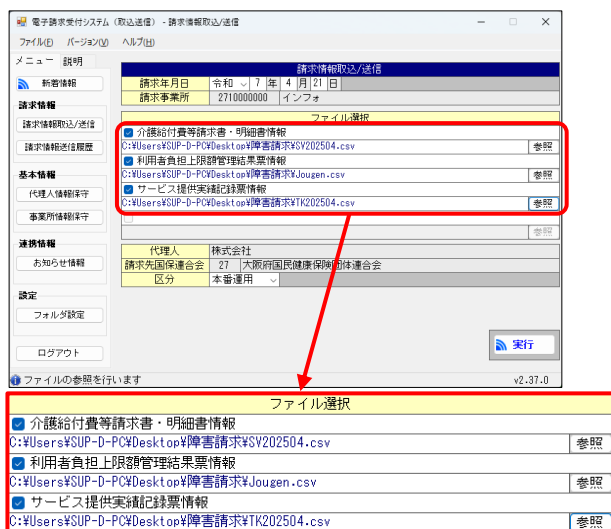 電子請求受付システム (取込送信) - 請求情報取込/送信
ファイル(F) バージョン(V) ヘルプ(H)
メニュー 説明
新着情報
請求情報
請求情報取込/送信
請求情報送信履歴
基本情報
代理人情報保守
事業所情報保守
連携情報
お知らせ情報
設定
フォルダ設定
ログアウト
請求情報取込/送信
請求年月日 令和 7 年 4 月 21 日
請求事業所 2710000000 インフォ
ファイル選択
介護給付費等請求書・明細書情報
C:¥Users¥SUP-D-PC¥Desktop¥障害請求¥SV202504.csv 参照
利用者負担上限額管理結果票情報
C:¥Users¥SUP-D-PC¥Desktop¥障害請求¥Jougen.csv 参照
サービス提供実績記録票情報
C:¥Users¥SUP-D-PC¥Desktop¥障害請求¥TK202504.csv 参照
参照
代理人 株式会社
請求先国保連合会 27 大阪府国民健康保険団体連合会
区分 本番運用
実行
ファイルの参照を行います v2.37.0
ファイル選択
介護給付費等請求書・明細書情報
C:¥Users¥SUP-D-PC¥Desktop¥障害請求¥SV202504.csv 参照
利用者負担上限額管理結果票情報
C:¥Users¥SUP-D-PC¥Desktop¥障害請求¥Jougen.csv 参照
サービス提供実績記録票情報
C:¥Users¥SUP-D-PC¥Desktop¥障害請求¥TK202504.csv 参照